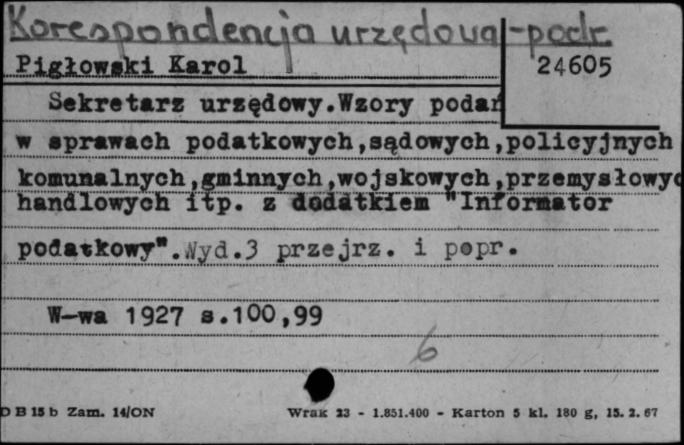 Korespondencja urzędowa - podr.
Pigłowski Karol
24605
Sekretarz urzędowy.Wzory podań
w sprawach podatkowych,sądowych,policyjnych
komunalnych,gminnych,wojskowych,przemysłowyc
handlowych itp. z dodatkiem "Informator
podatkowy".Wyd.3 przejrz. i popr.
W-wa 1927 s.100,99
6
D B 15 b Zam. 14/ON
Wrak 23 - 1.851.400 - Karton 5 kl. 180 g, 15. 2. 67